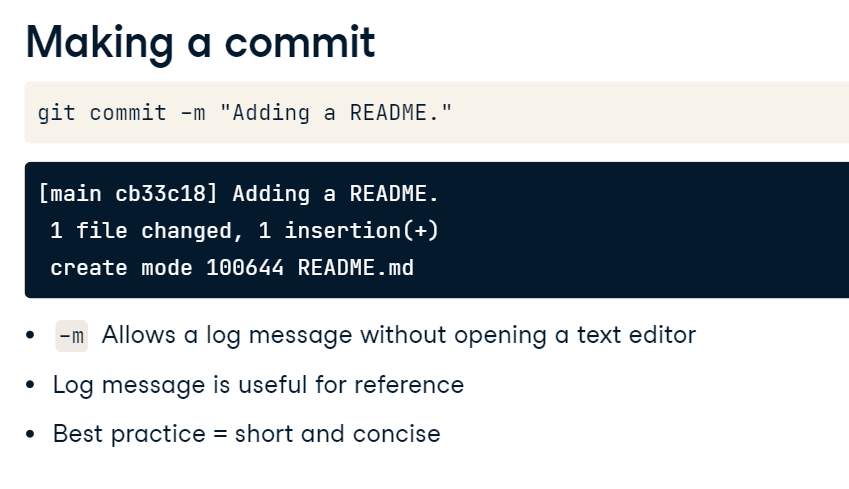 Making a commit
git commit -m "Adding a README."
[main cb33c18] Adding a README.
 1 file changed, 1 insertion(+)
 create mode 100644 README.md
• -m Allows a log message without opening a text editor
• Log message is useful for reference
• Best practice = short and concise